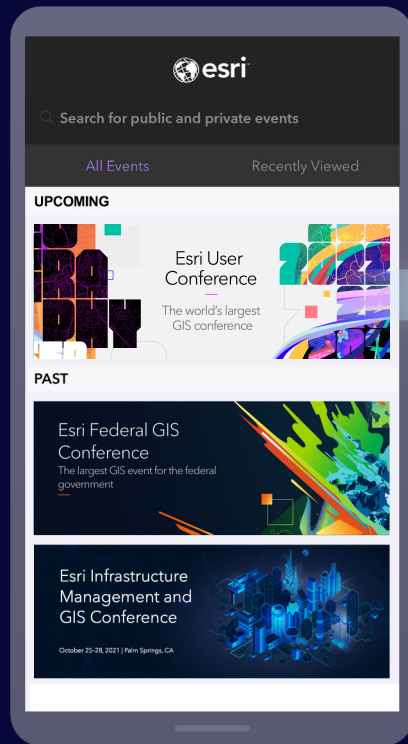 esri
Search for public and private events
All Events
Recently Viewed
UPCOMING
Esri User
Conference
The world's largest
GIS conference
PAST
Esri Federal GIS
Conference
The largest GIS event for the federal
government
Esri Infrastructure
Management and
GIS Conference
October 25-28, 2021 | Palm Springs, CA